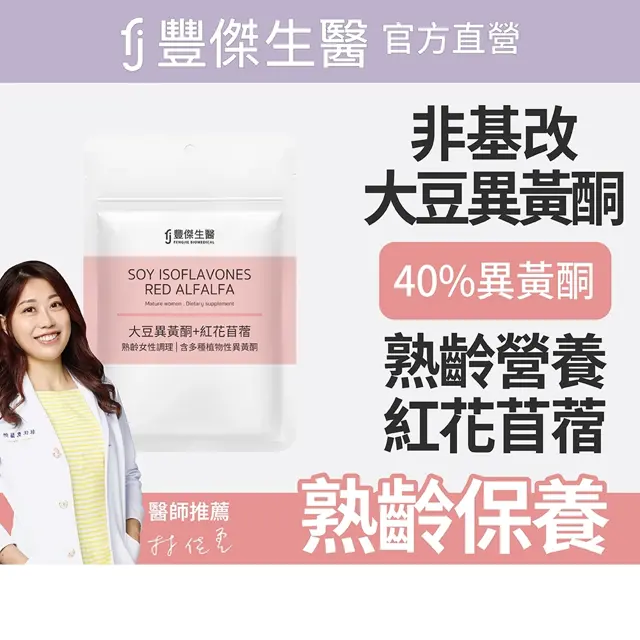 豐傑生醫 官方直營
豐傑生醫
FENGJIE BIOMEDICAL
SOY ISOFLAVONES
RED ALFALFA
Mature women . Dietary supplement
大豆異黃酮+紅花苜蓿
熟齡女性調理|含多種植物性異黃酮
非基改
大豆異黃酮
40%異黃酮
熟齡營養
紅花苜蓿
醫師推薦
熟齡保養